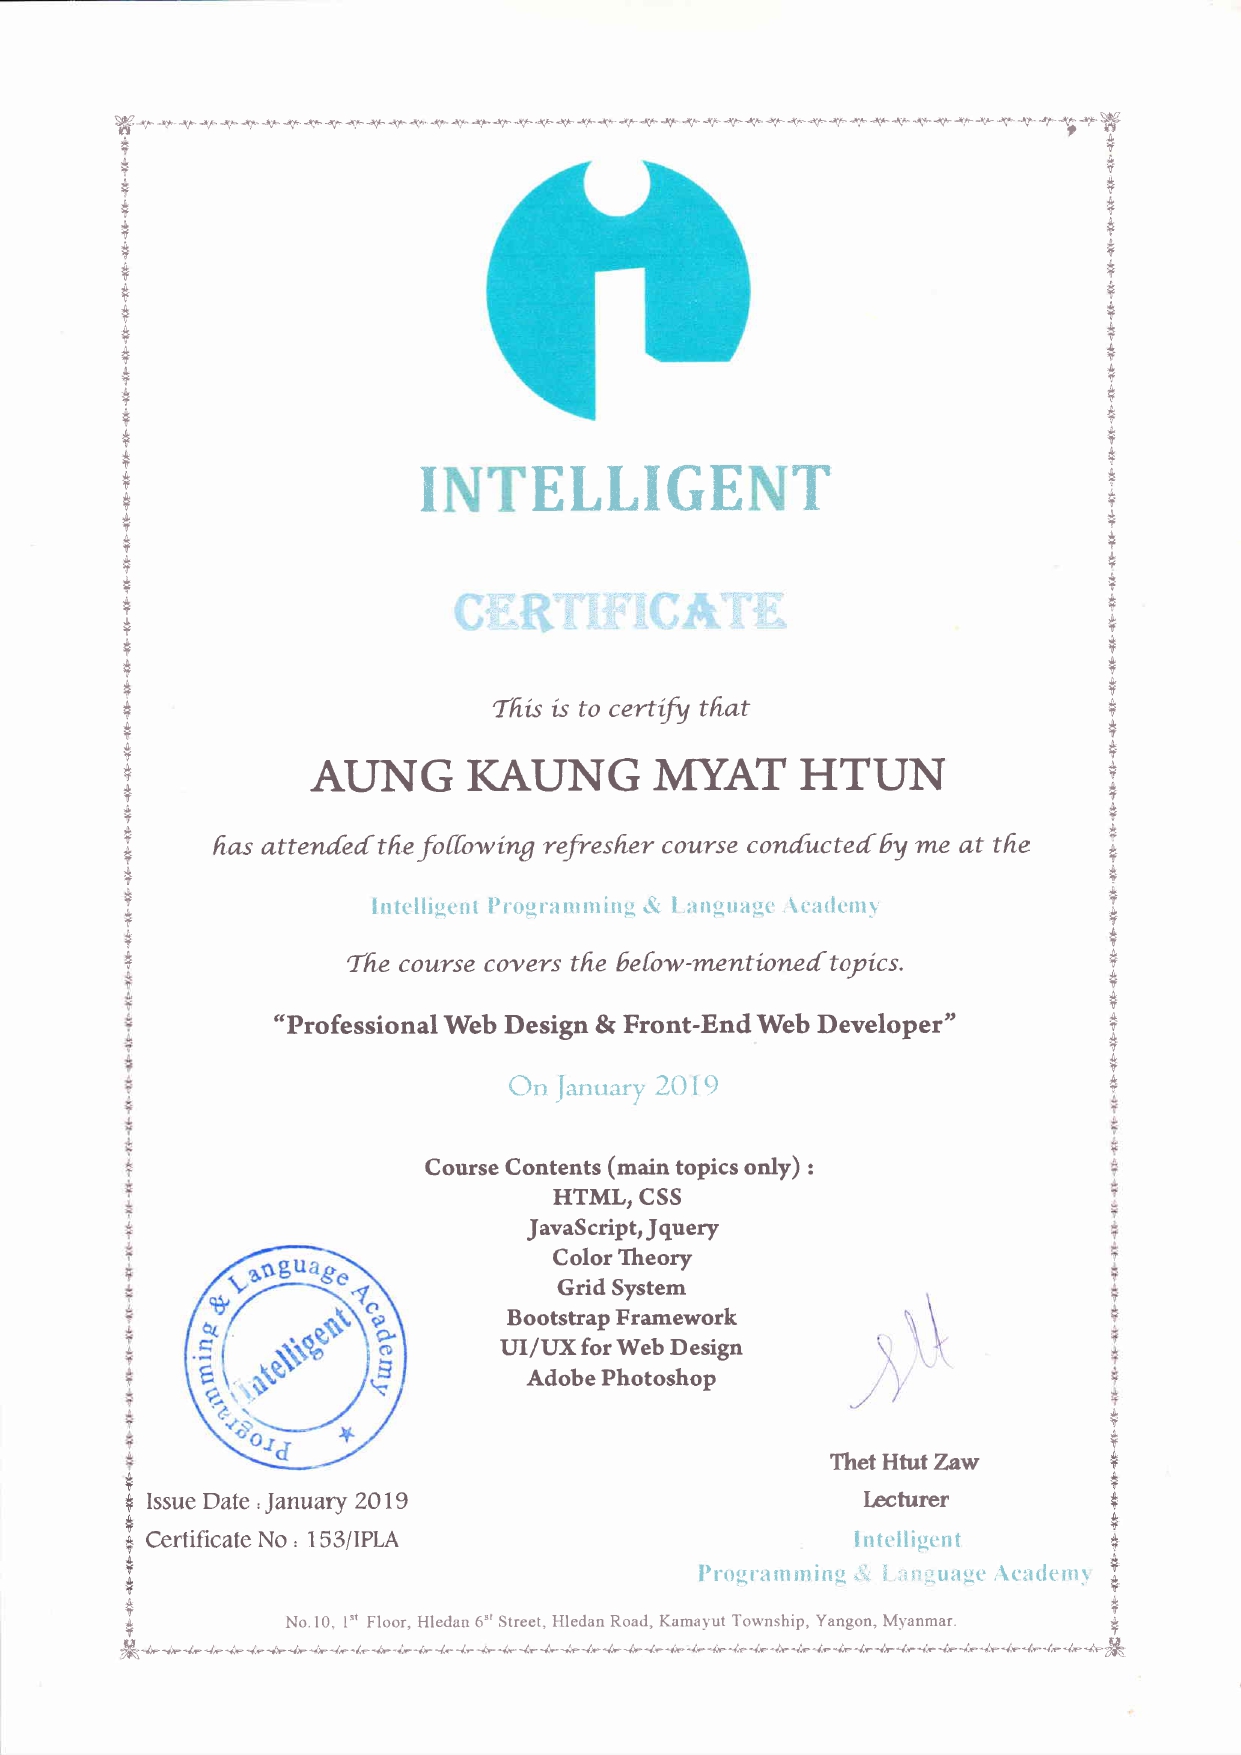 INTELLIGENT
CERTIFICATE
This is to certify that
AUNG KAUNG MYAT HTUN
has attended the following refresher course conducted by me at the
Intelligent Programming & Language Academy
The course covers the below-mentioned topics.
“Professional Web Design & Front-End Web Developer”
On January 2019
Course Contents (main topics only) :
HTML, CSS
JavaScript, Jquery
Color Theory
Grid System
Bootstrap Framework
UI/UX for Web Design
Adobe Photoshop
Programming & Language Academy
Intelligent
Thet Htut Zaw
Issue Date : January 2019
Lecturer
Certificate No : 153/IPLA
Intelligent
Programming & Language Academy
No.10, 1st Floor, Hledan 6st Street, Hledan Road, Kamayut Township, Yangon, Myanmar.